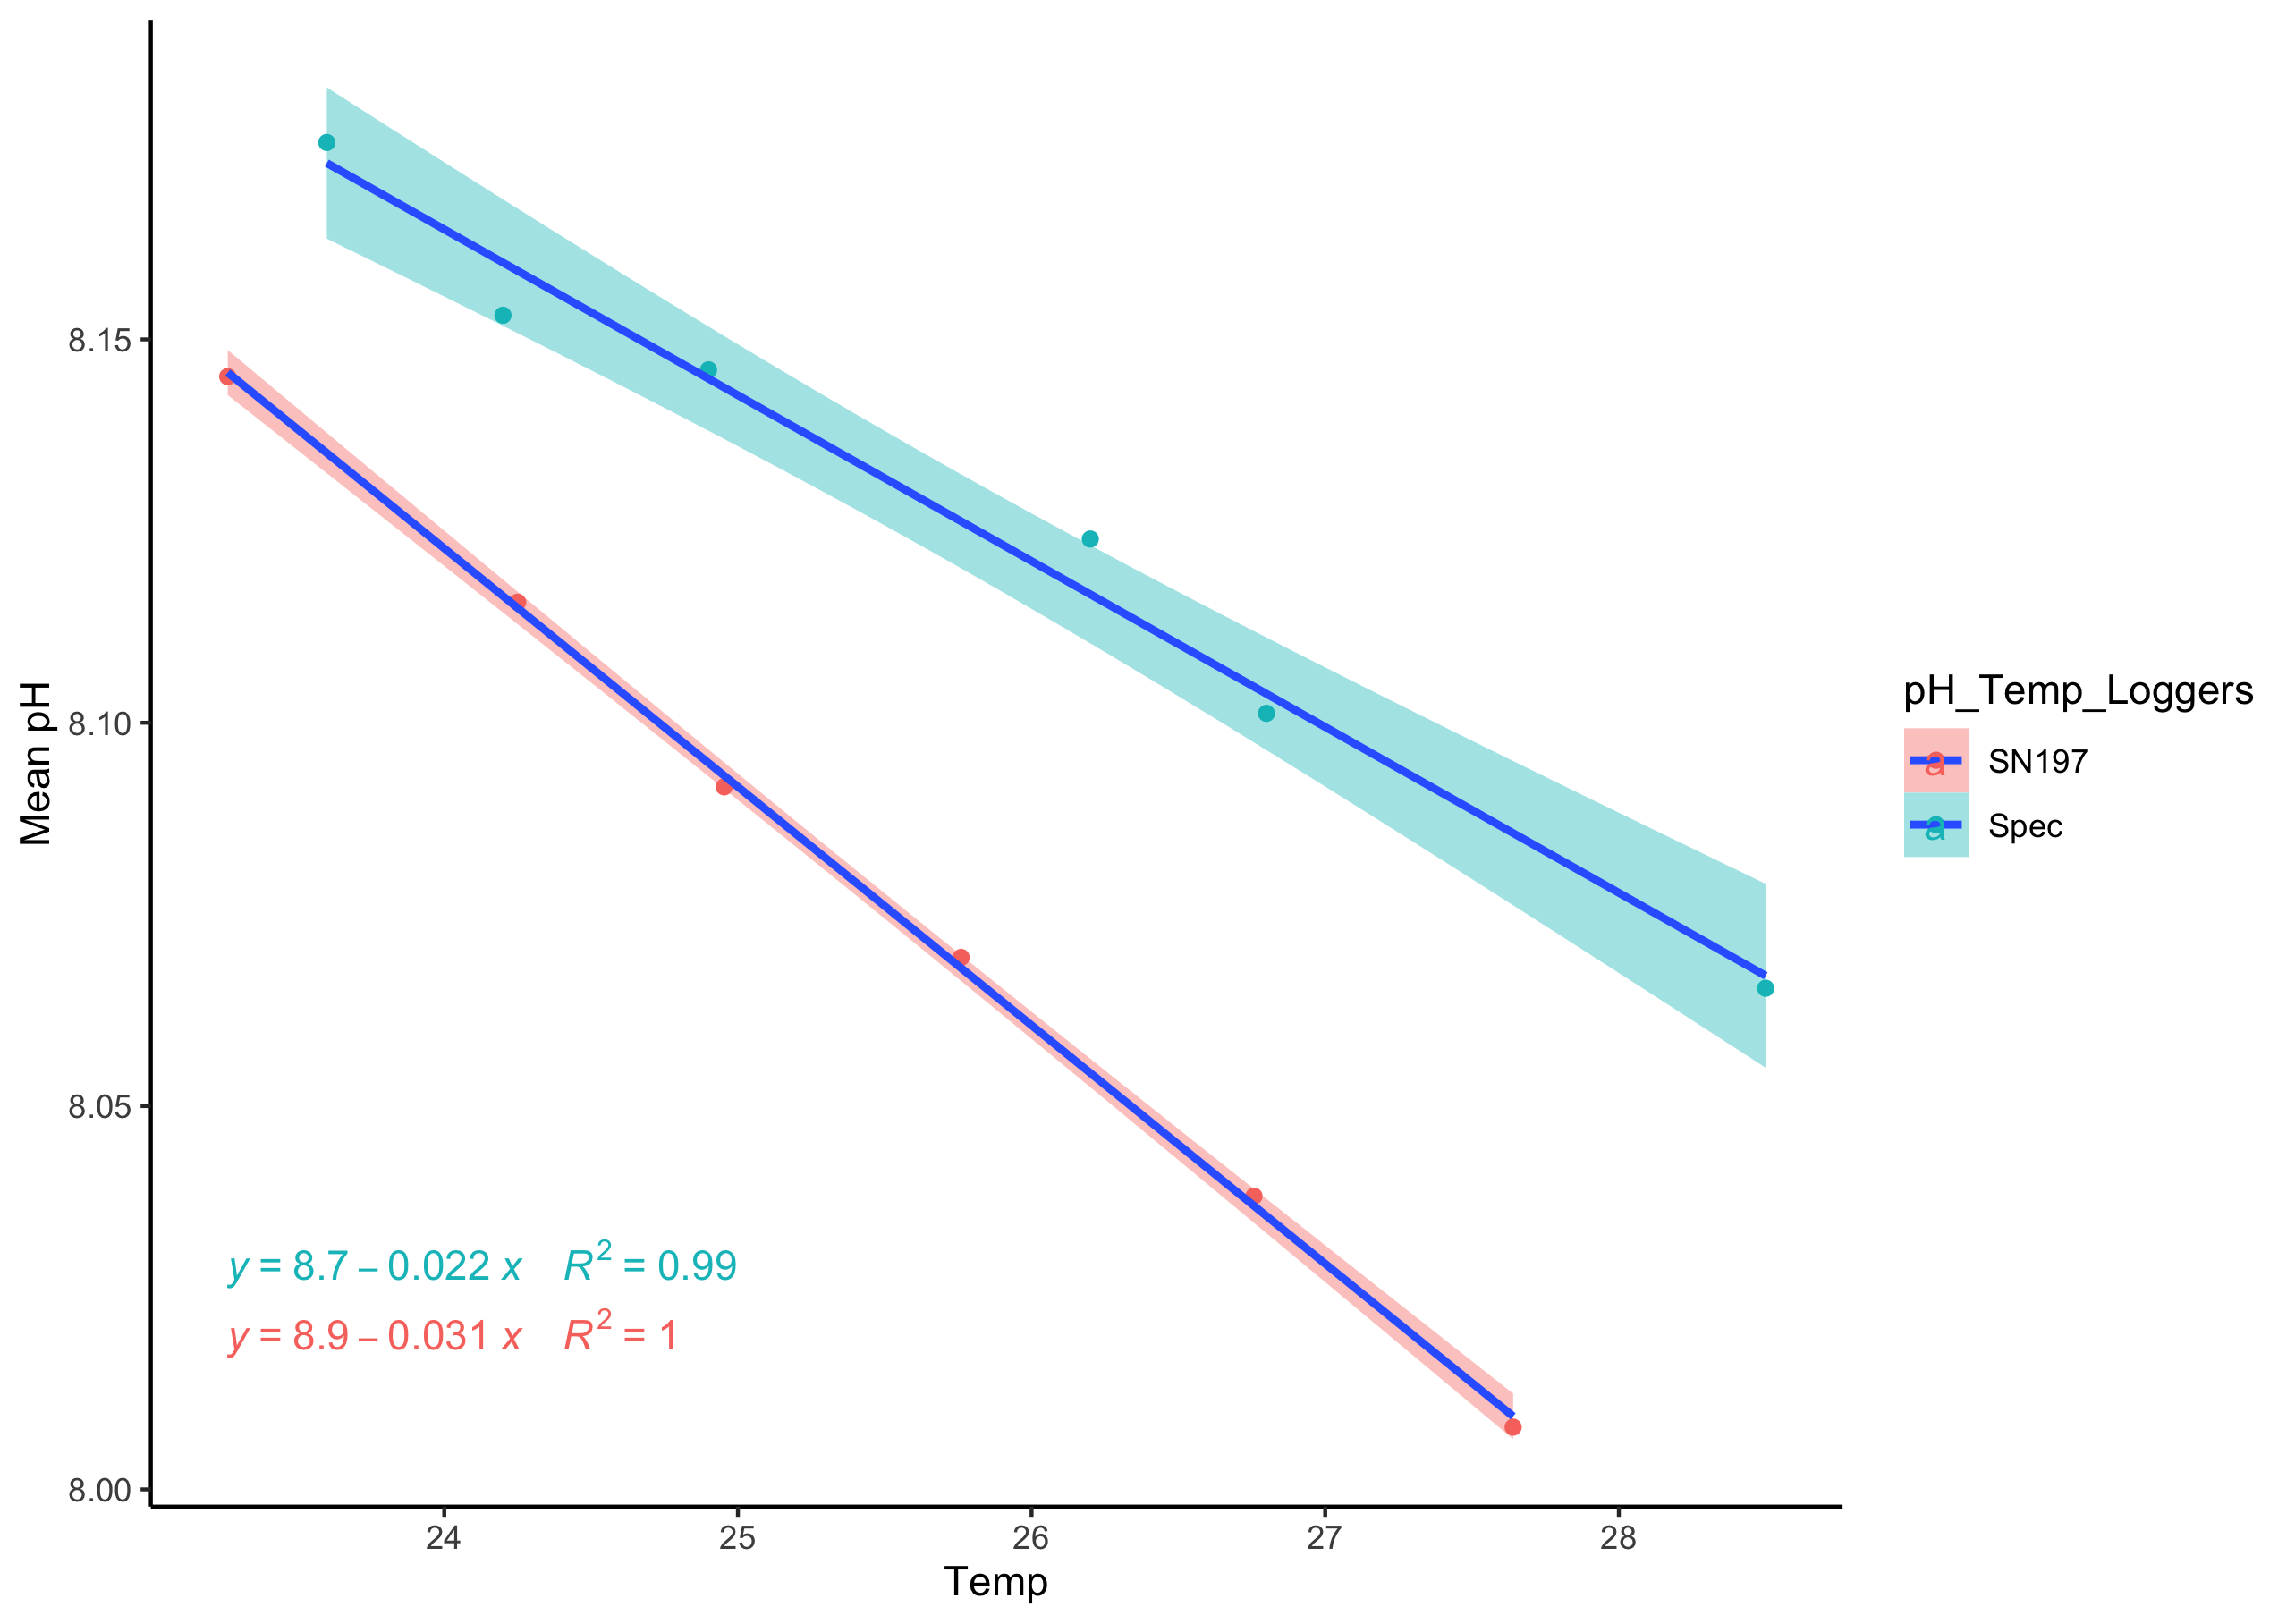 8.15
8.10
8.05
8.00
Mean pH
y = 8.7 – 0.022 x R² = 0.99
y = 8.9 – 0.031 x R² = 1
24 25 26 27 28
Temp
pH_Temp_Loggers
a SN197
a Spec